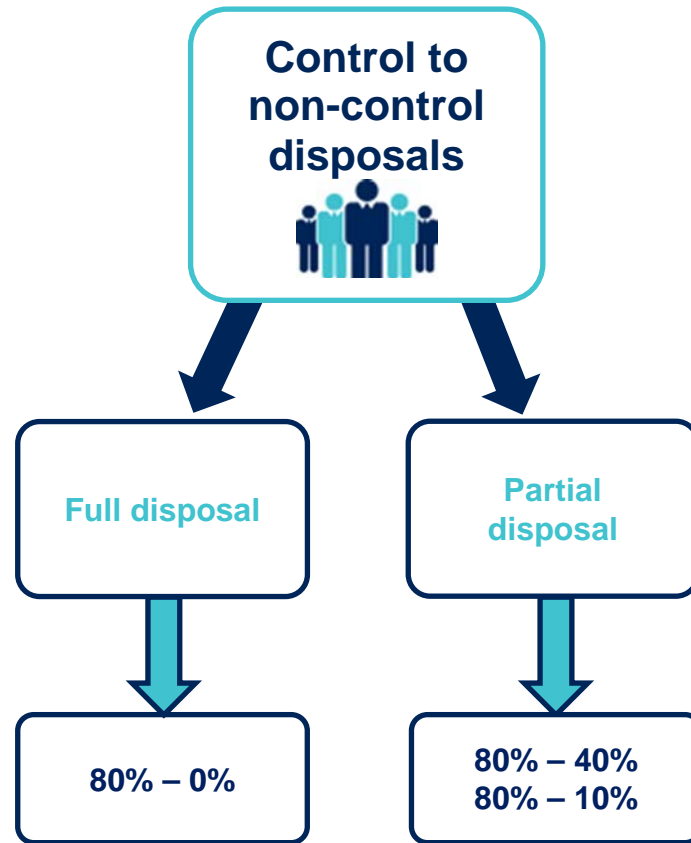 Control to
non-control
disposals
Full disposal
Partial
disposal
80% – 0%
80% – 40%
80% – 10%